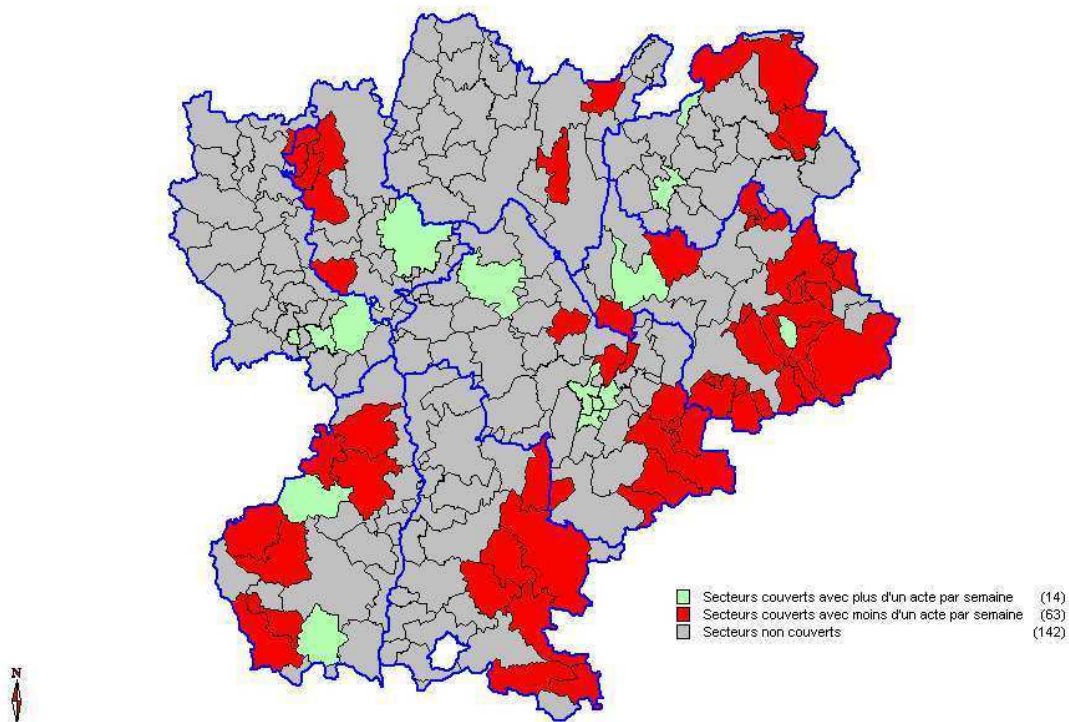 Secteurs couverts avec plus d'un acte par semaine (14)
Secteurs couverts avec moins d'un acte par semaine (63)
Secteurs non couverts (142)
N